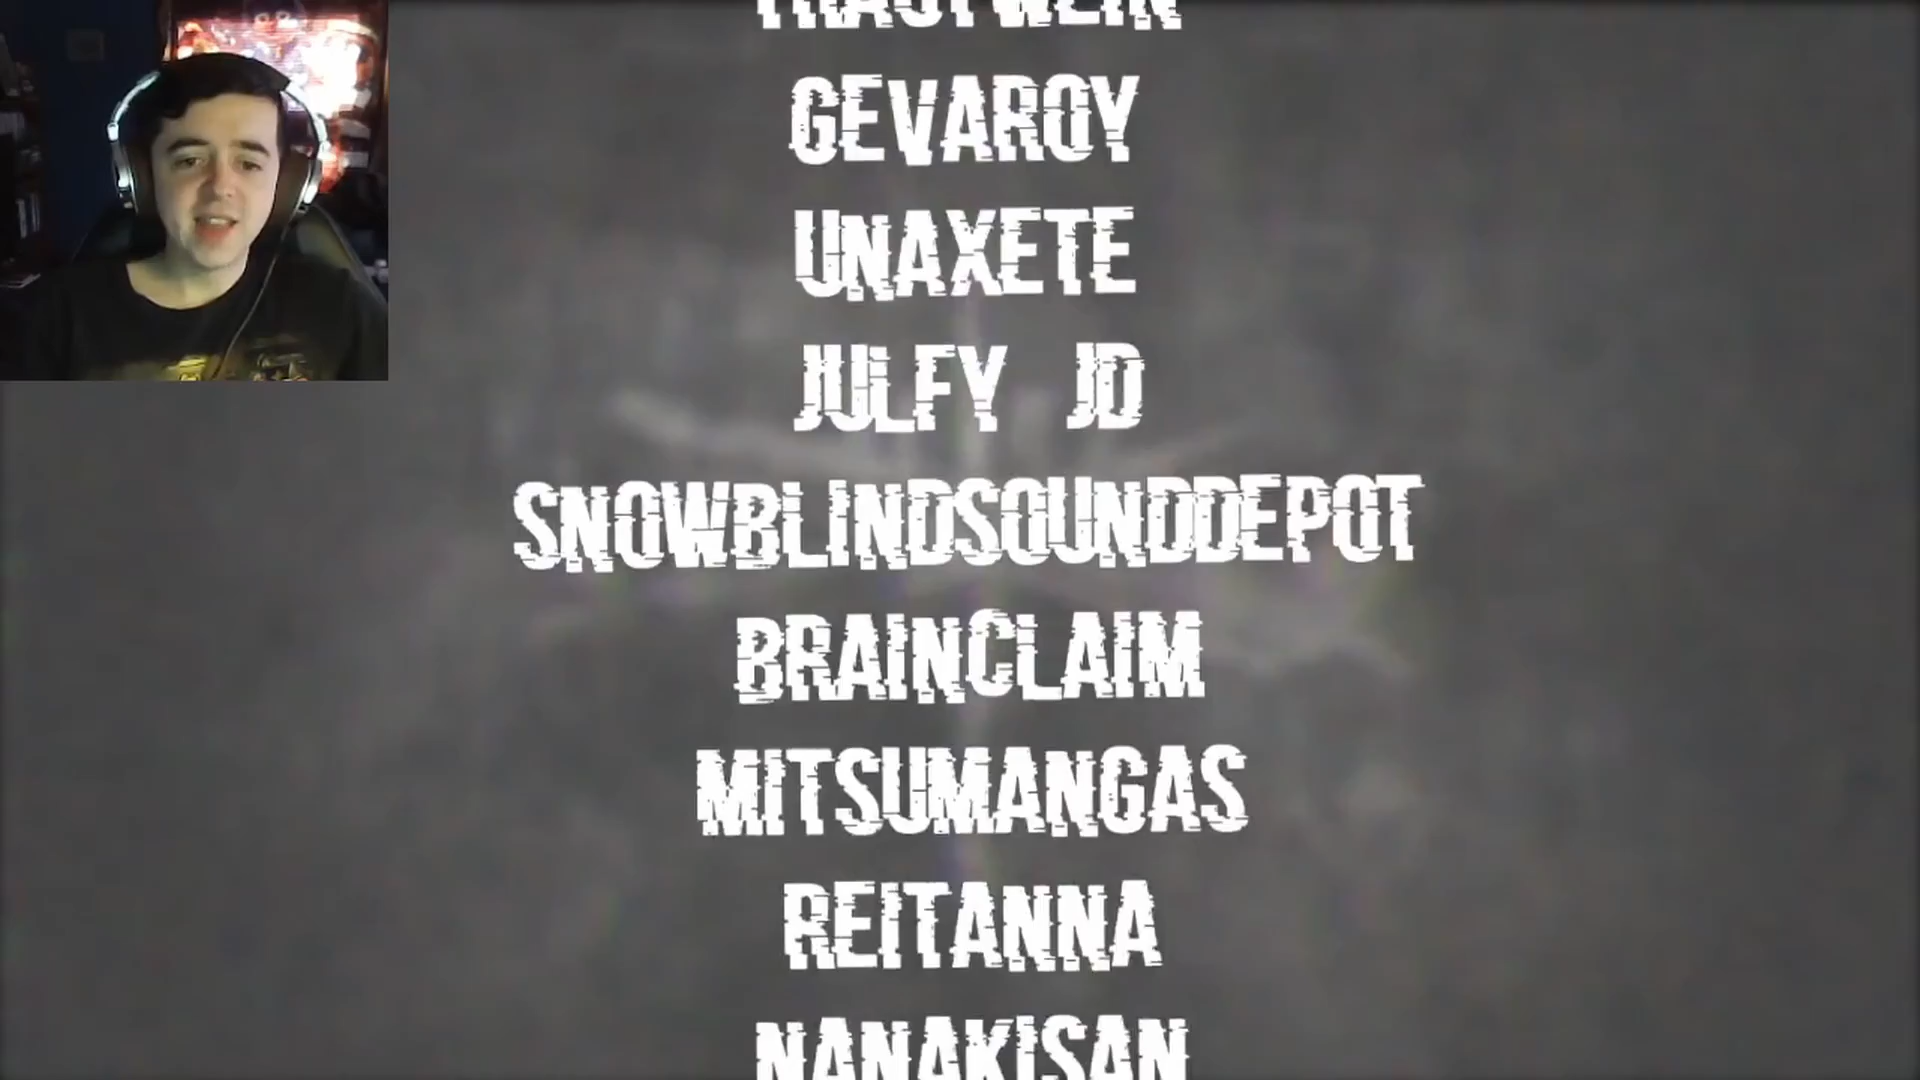 GEVAROY
UNAXETE
JULFY JD
SNOWBLINDSOUNDDEPOT
BRAINCLAIM
MITSUMANGAS
REITANNA
NANAKISAN